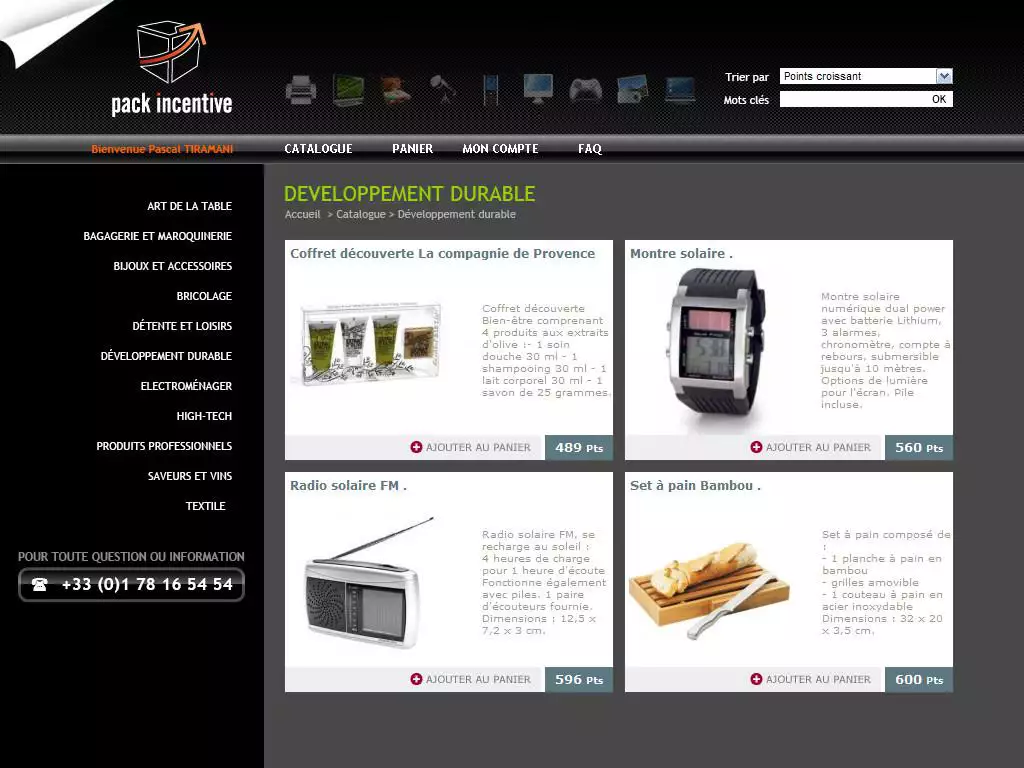 pack incentive
Trier par
Points croissant
Mots clés
OK
Bienvenue Pascal TIRAMANI
CATALOGUE
PANIER
MON COMPTE
FAQ
ART DE LA TABLE
BAGAGERIE ET MAROQUINERIE
BIJOUX ET ACCESSOIRES
BRICOLAGE
DÉTENTE ET LOISIRS
DÉVELOPPEMENT DURABLE
ELECTROMÉNAGER
HIGH-TECH
PRODUITS PROFESSIONNELS
SAVEURS ET VINS
TEXTILE
POUR TOUTE QUESTION OU INFORMATION
+33 (0)1 78 16 54 54
DEVELOPPEMENT DURABLE
Accueil > Catalogue > Développement durable
Coffret découverte La compagnie de Provence
Coffret découverte
Bien-être comprenant
4 produits aux extraits
d'olive :- 1 soin
douche 30 ml - 1
shampooing 30 ml - 1
lait corporel 30 ml - 1
savon de 25 grammes.
AJOUTER AU PANIER
489 Pts
Montre solaire .
Montre solaire
numérique dual power
avec batterie Lithium,
3 alarmes,
chronomètre, compte à
rebours, submersible
jusqu'à 10 mètres.
Options de lumière
pour l'écran. Pile
incluse.
AJOUTER AU PANIER
560 Pts
Radio solaire FM .
Radio solaire FM, se
recharge au soleil :
4 heures de charge
pour 1 heure d'écoute
Fonctionne également
avec piles. 1 paire
d'écouteurs fournie.
Dimensions : 12,5 x
7,2 x 3 cm.
AJOUTER AU PANIER
596 Pts
Set à pain Bambou .
Set à pain composé de
:
- 1 planche à pain en
bambou
- grilles amovible
- 1 couteau à pain en
acier inoxydable
Dimensions : 32 x 20
x 3,5 cm.
AJOUTER AU PANIER
600 Pts